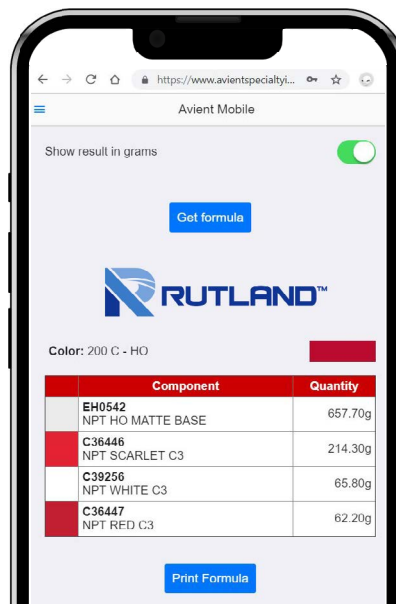 https://www.avientspecialtyi...
Avient Mobile
Show result in grams
Get formula
RUTLAND™
Color: 200 C - HO
Component Quantity
EH0542
NPT HO MATTE BASE 657.70g
C36446
NPT SCARLET C3 214.30g
C39256
NPT WHITE C3 65.80g
C36447
NPT RED C3 62.20g
Print Formula